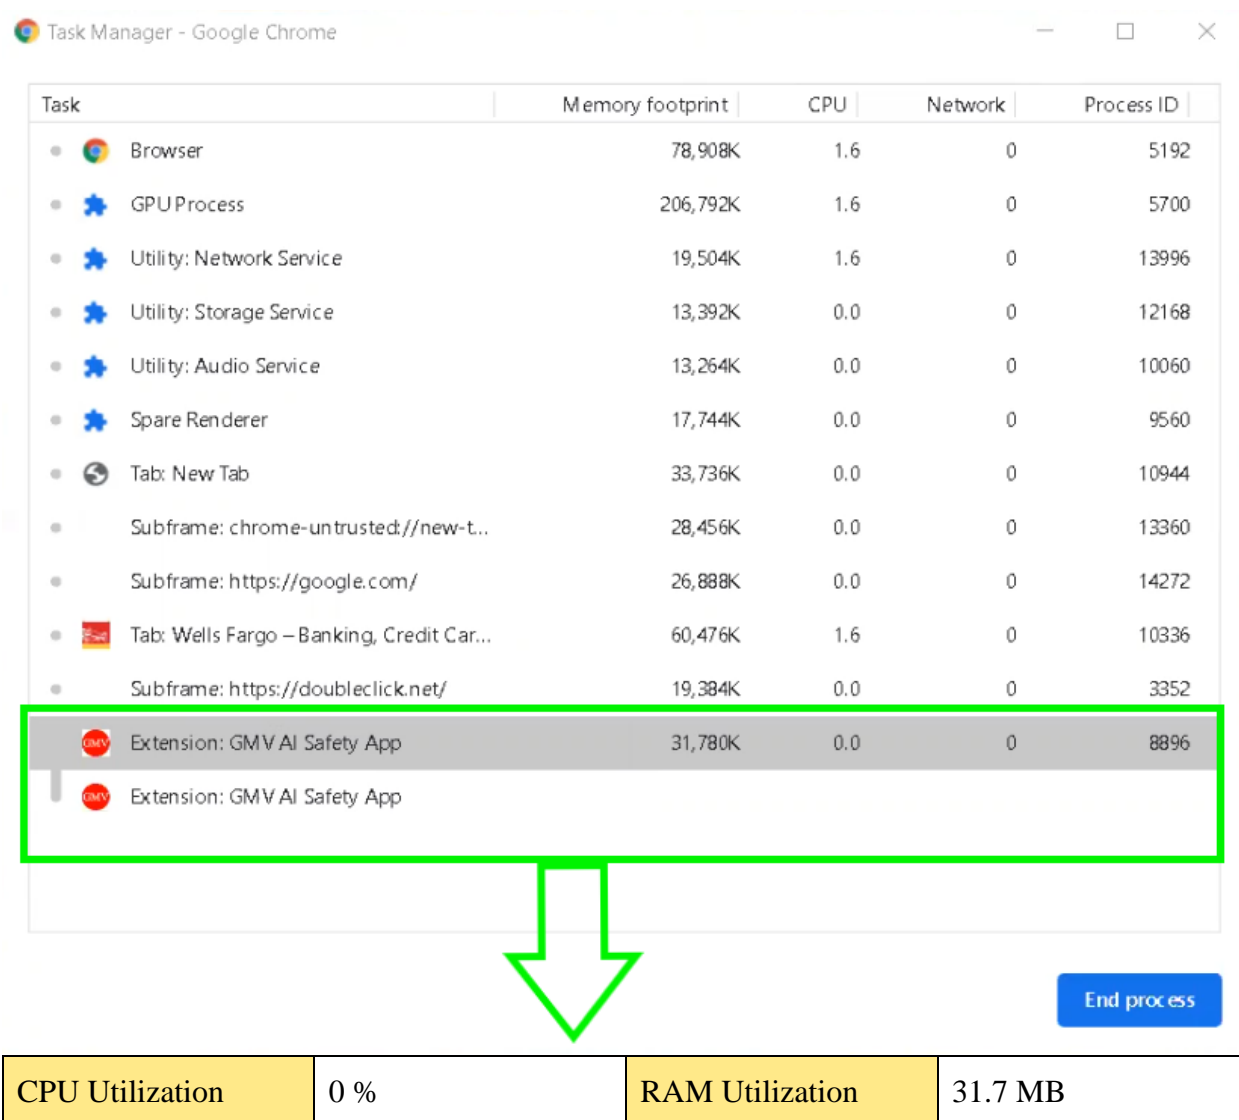 Task Manager - Google Chrome
Task Memory footprint CPU Network Process ID
Browser 78,908K 1.6 0 5192
GPU Process 206,792K 1.6 0 5700
Utility: Network Service 19,504K 1.6 0 13996
Utility: Storage Service 13,392K 0.0 0 12168
Utility: Audio Service 13,264K 0.0 0 10060
Spare Renderer 17,744K 0.0 0 9560
Tab: New Tab 33,736K 0.0 0 10944
Subframe: chrome-untrusted://new-t... 28,456K 0.0 0 13360
Subframe: https://google.com/ 26,888K 0.0 0 14272
Tab: Wells Fargo – Banking, Credit Car... 60,476K 1.6 0 10336
Subframe: https://doubleclick.net/ 19,384K 0.0 0 3352
GMV Extension: GMV AI Safety App 31,780K 0.0 0 8896
GMV Extension: GMV AI Safety App
End process
CPU Utilization 0 % RAM Utilization 31.7 MB